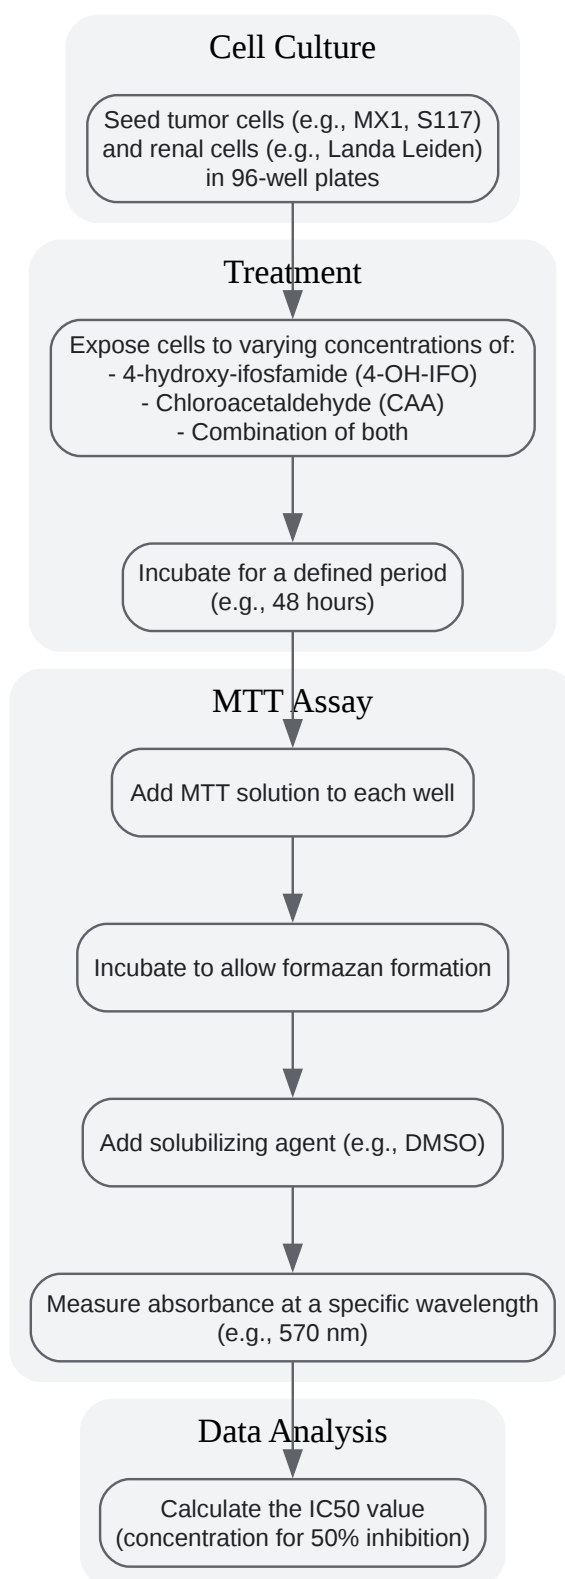 Cell Culture
Seed tumor cells (e.g., MX1, S117)
and renal cells (e.g., Landa Leiden)
in 96-well plates
Treatment
Expose cells to varying concentrations of:
- 4-hydroxy-ifosfamide (4-OH-IFO)
- Chloroacetaldehyde (CAA)
- Combination of both
Incubate for a defined period
(e.g., 48 hours)
MTT Assay
Add MTT solution to each well
Incubate to allow formazan formation
Add solubilizing agent (e.g., DMSO)
Measure absorbance at a specific wavelength
(e.g., 570 nm)
Data Analysis
Calculate the IC50 value
(concentration for 50% inhibition)